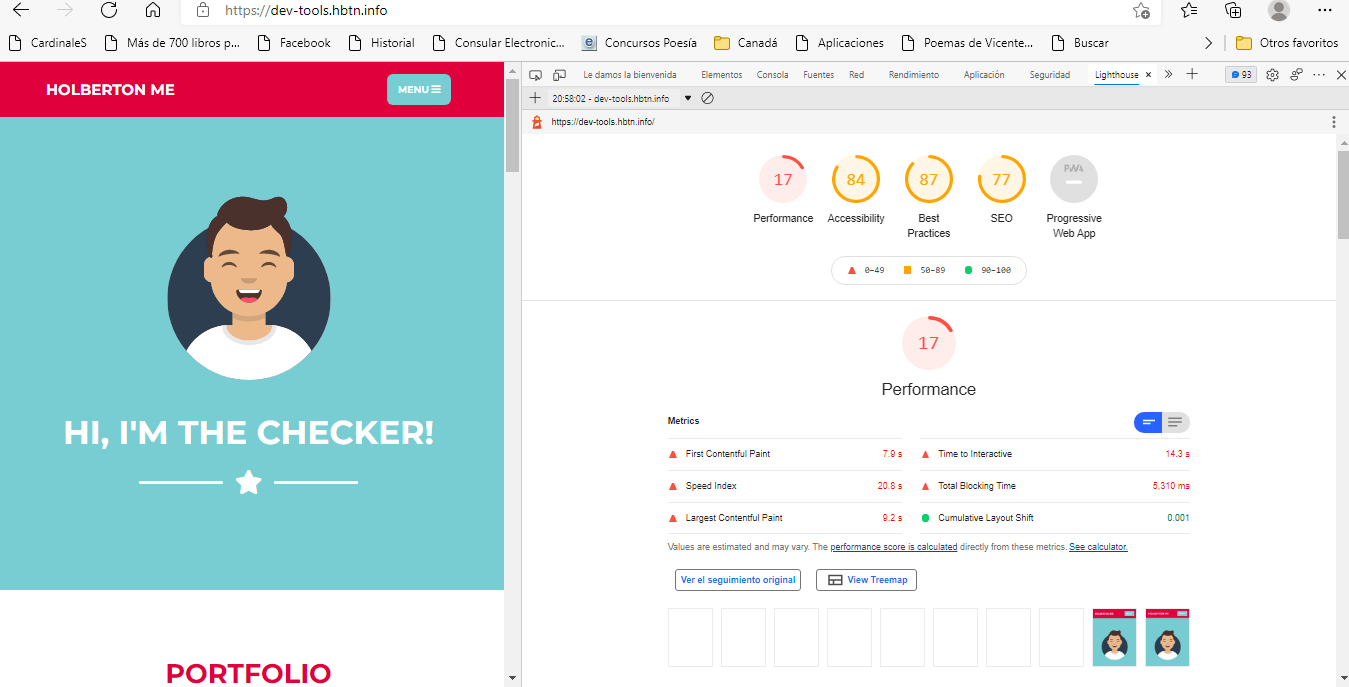 https://dev-tools.hbtn.info
CardinaleS Más de 700 libros p... Facebook Historial Consular Electronic... Concursos Poesía Canadá Aplicaciones Poemas de Vicente... Buscar Otros favoritos
HOLBERTON ME
MENU
HI, I'M THE CHECKER!
PORTFOLIO
Le damos la bienvenida Elementos Consola Fuentes Red Rendimiento Aplicación Seguridad Lighthouse 93
20:58:02 - dev-tools.hbtn.info
https://dev-tools.hbtn.info/
17 84 87 77 PWA
Performance Accessibility Best Practices SEO Progressive Web App
0–49 50–89 90–100
17
Performance
Metrics
First Contentful Paint 7.9 s Time to Interactive 14.3 s
Speed Index 20.8 s Total Blocking Time 5.310 ms
Largest Contentful Paint 9.2 s Cumulative Layout Shift 0.001
Values are estimated and may vary. The performance score is calculated directly from these metrics. See calculator.
Ver el seguimiento original View Treemap